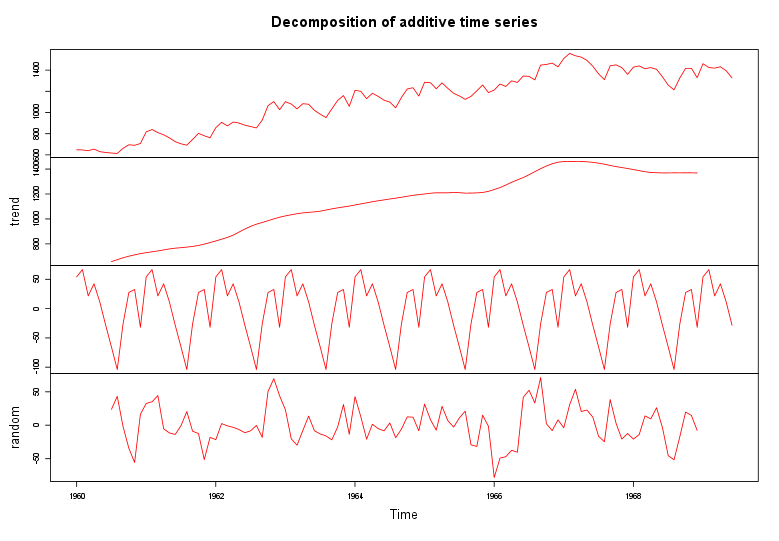 Decomposition of additive time series
600 800 1000 1400
trend
800 1000 1200 1400
-100 -50 0 50
random
-50 0 50
1960 1962 1964 1966 1968
Time